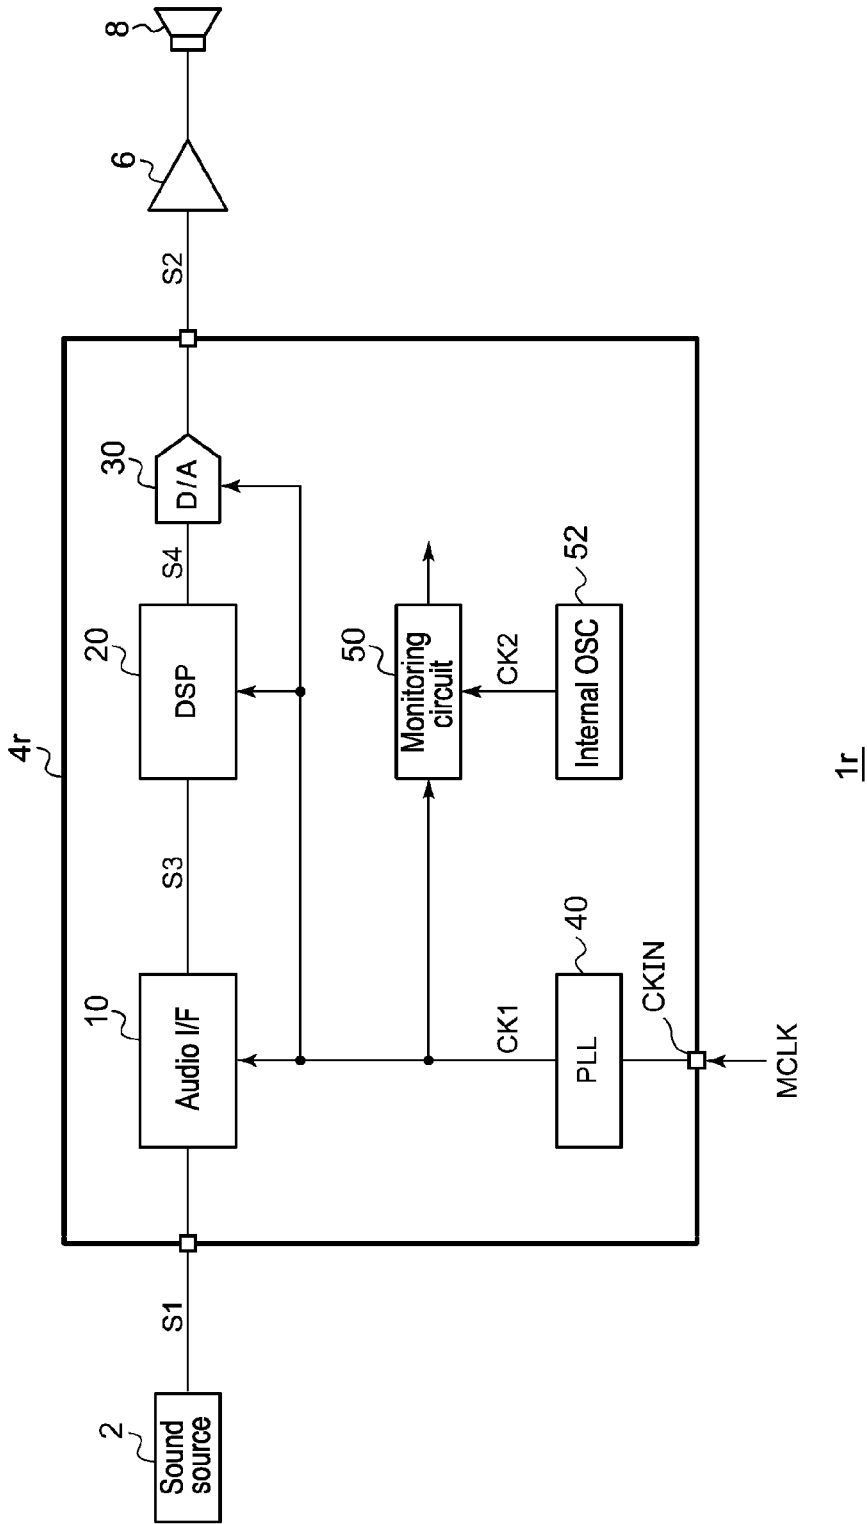 4r
2
Sound
source
S1
10
Audio I/F
S3
20
DSP
S4
30
D/A
S2
6
8
50
Monitoring
circuit
CK1
CK2
40
PLL
52
Internal OSC
CKIN
MCLK
1r